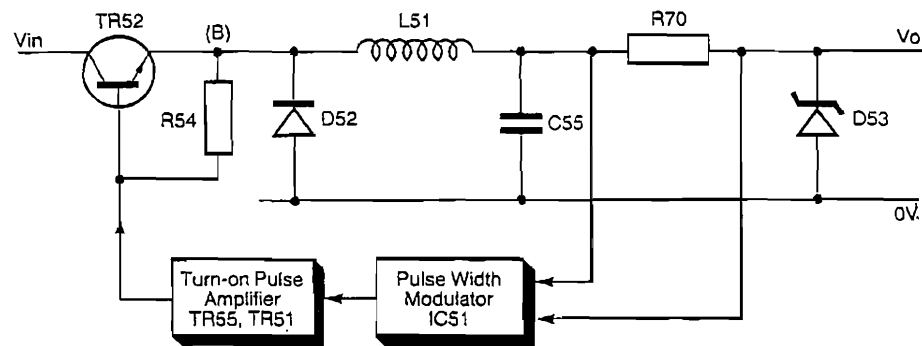 TR52
(B)
L51
R70
Vin
Vo
R54
D52
C55
D53
0V.
Turn-on Pulse
Amplifier
TR55, TR51
Pulse Width
Modulator
IC51